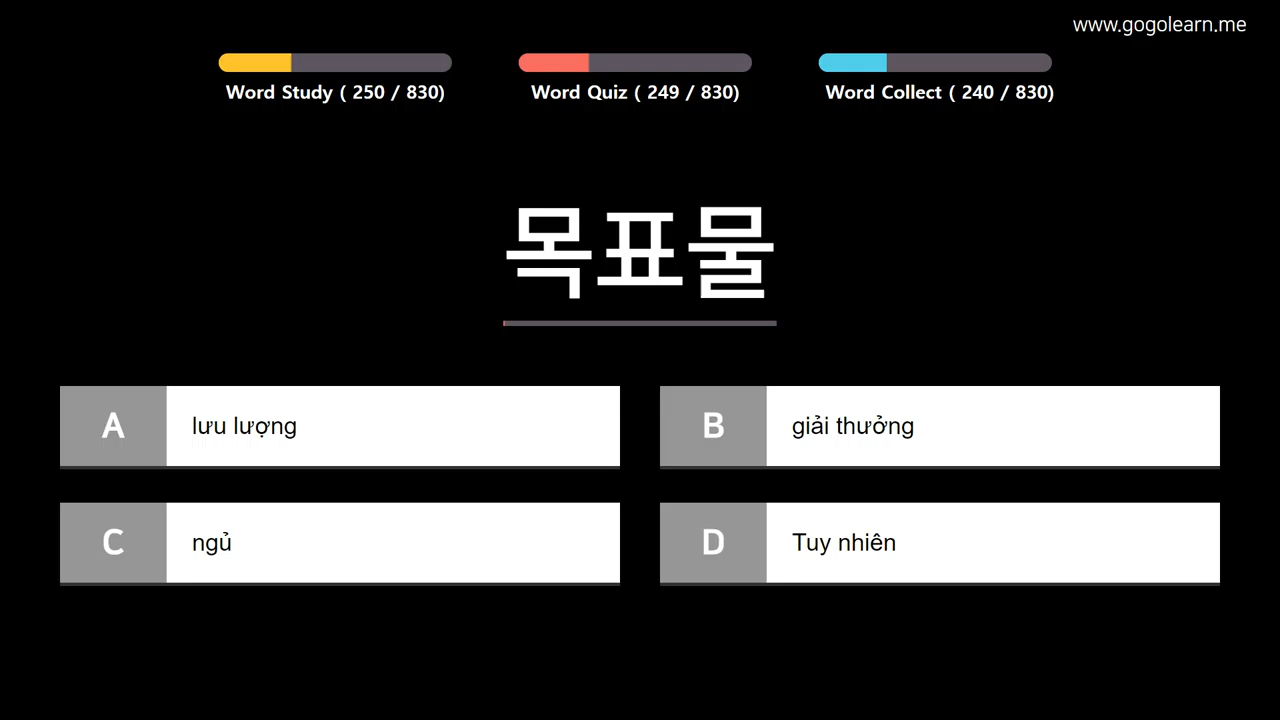 www.gogolearn.me
Word Study ( 250 / 830)
Word Quiz ( 249 / 830)
Word Collect ( 240 / 830)
목표물
A lưu lượng
B giải thưởng
C ngủ
D Tuy nhiên